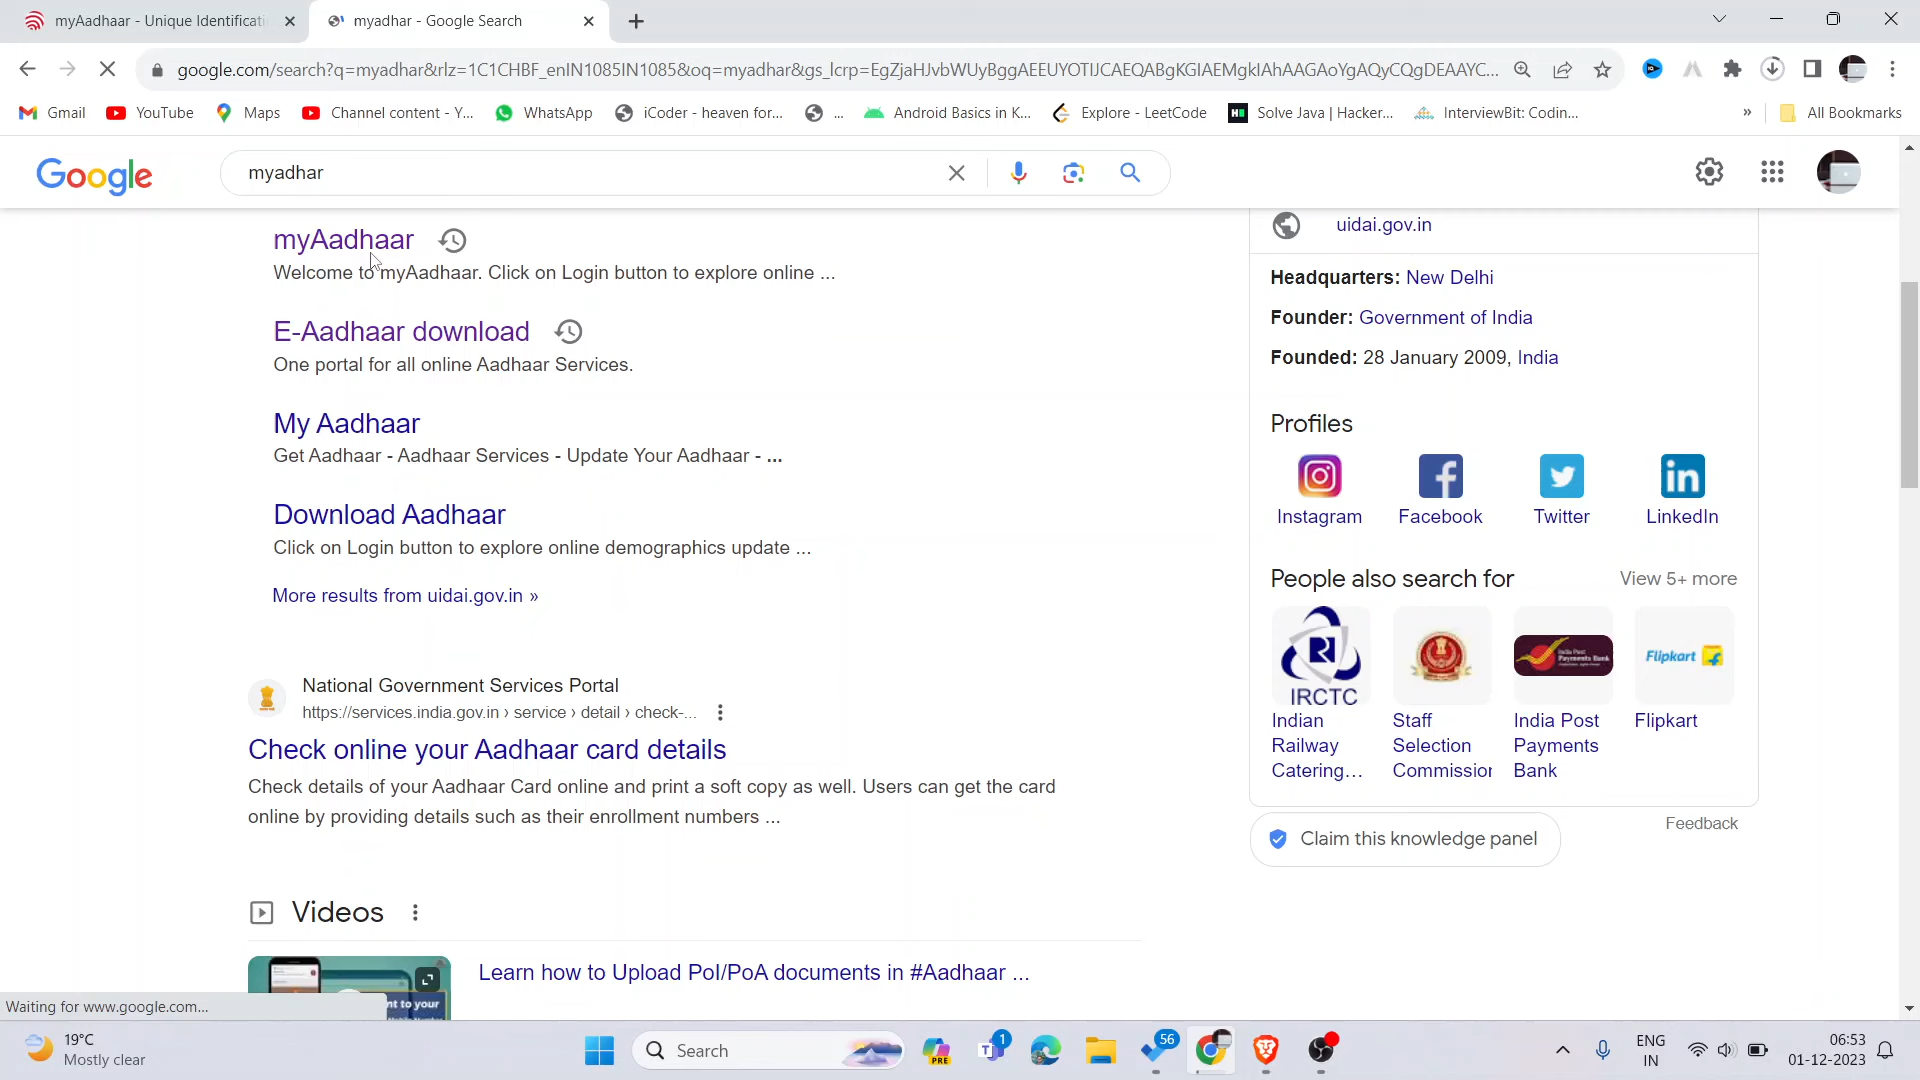 myAadhaar - Unique Identificati
myadhar - Google Search
google.com/search?q=myadhar&rlz=1C1CHBF_enIN1085IN1085&oq=myadhar&gs_lcrp=EgZjaHJvbWUyBggAEEUYOTIJCAEQABgKGIAEMgkIAhAAGAoYgAQyCQgDEAAYC...
Gmail
YouTube
Maps
Channel content - Y...
WhatsApp
iCoder - heaven for...
...
Android Basics in K...
Explore - LeetCode
Solve Java | Hacker...
InterviewBit: Codin...
»
All Bookmarks
Google
myadhar
myAadhaar
Welcome to myAadhaar. Click on Login button to explore online ...
E-Aadhaar download
One portal for all online Aadhaar Services.
My Aadhaar
Get Aadhaar - Aadhaar Services - Update Your Aadhaar - ...
Download Aadhaar
Click on Login button to explore online demographics update ...
More results from uidai.gov.in »
National Government Services Portal
https://services.india.gov.in › service › detail › check-...
Check online your Aadhaar card details
Check details of your Aadhaar Card online and print a soft copy as well. Users can get the card
online by providing details such as their enrollment numbers ...
Videos
Learn how to Upload PoI/PoA documents in #Aadhaar ...
nt to your
uidai.gov.in
Headquarters: New Delhi
Founder: Government of India
Founded: 28 January 2009, India
Profiles
Instagram
Facebook
Twitter
LinkedIn
People also search for
View 5+ more
IRCTC
India Post
Payments Bank
Flipkart
Indian
Railway
Catering...
Staff
Selection
Commission
India Post
Payments
Bank
Flipkart
Claim this knowledge panel
Feedback
Waiting for www.google.com...
19°C
Mostly clear
Search
PRE
1
56
ENG
IN
06:53
01-12-2023